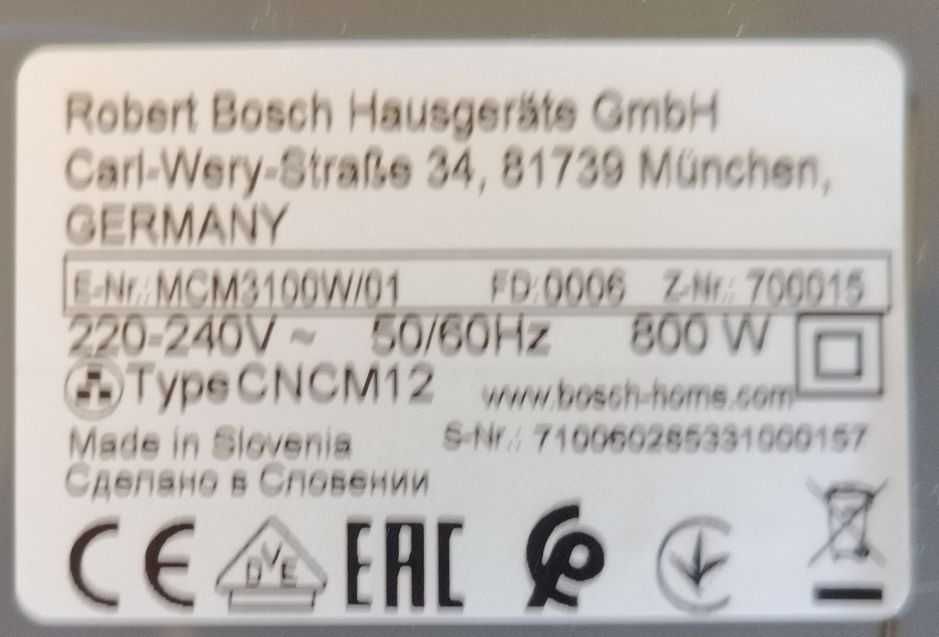 Robert Bosch Hausgeräte GmbH
Carl-Wery-Straße 34, 81739 München,
GERMANY
E-Nr.: MCM3100W/01 FD:0006 Z-Nr.: 700015
220-240V ~ 50/60Hz 800 W
Type CNCM12 www.bosch-home.com
Made in Slovenia S-Nr.: 710060285331000157
Сделано в Словении
CE DVE EAC